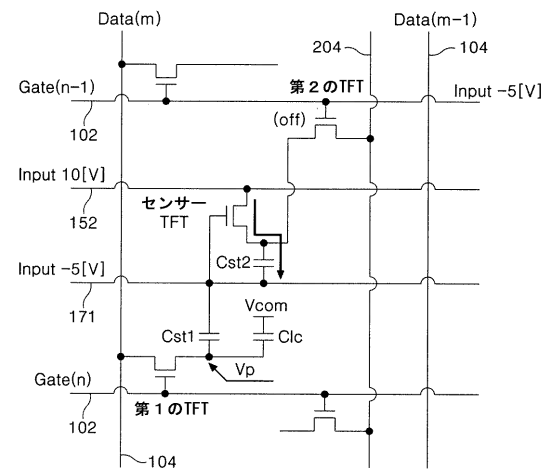 Data(m)
Data(m-1)
204
104
Gate(n-1)
第2のTFT
Input -5[V]
102
(off)
Input 10[V]
センサー
TFT
152
Cst2
Input -5[V]
171
Vcom
Cst1
Clc
Vp
Gate(n)
第1のTFT
102
104